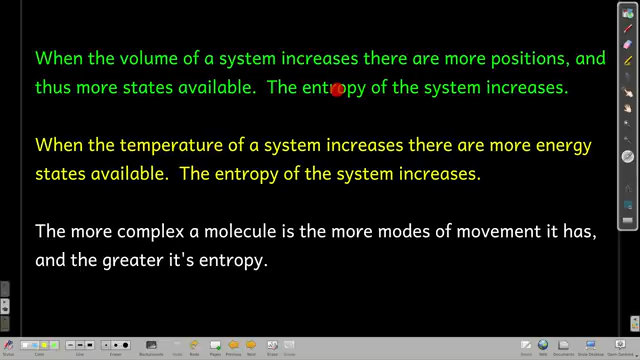 When the volume of a system increases there are more positions, and
thus more states available.  The entropy of the system increases.
When the temperature of a system increases there are more energy
states available.  The entropy of the system increases.
The more complex a molecule is the more modes of movement it has,
and the greater it's entropy.